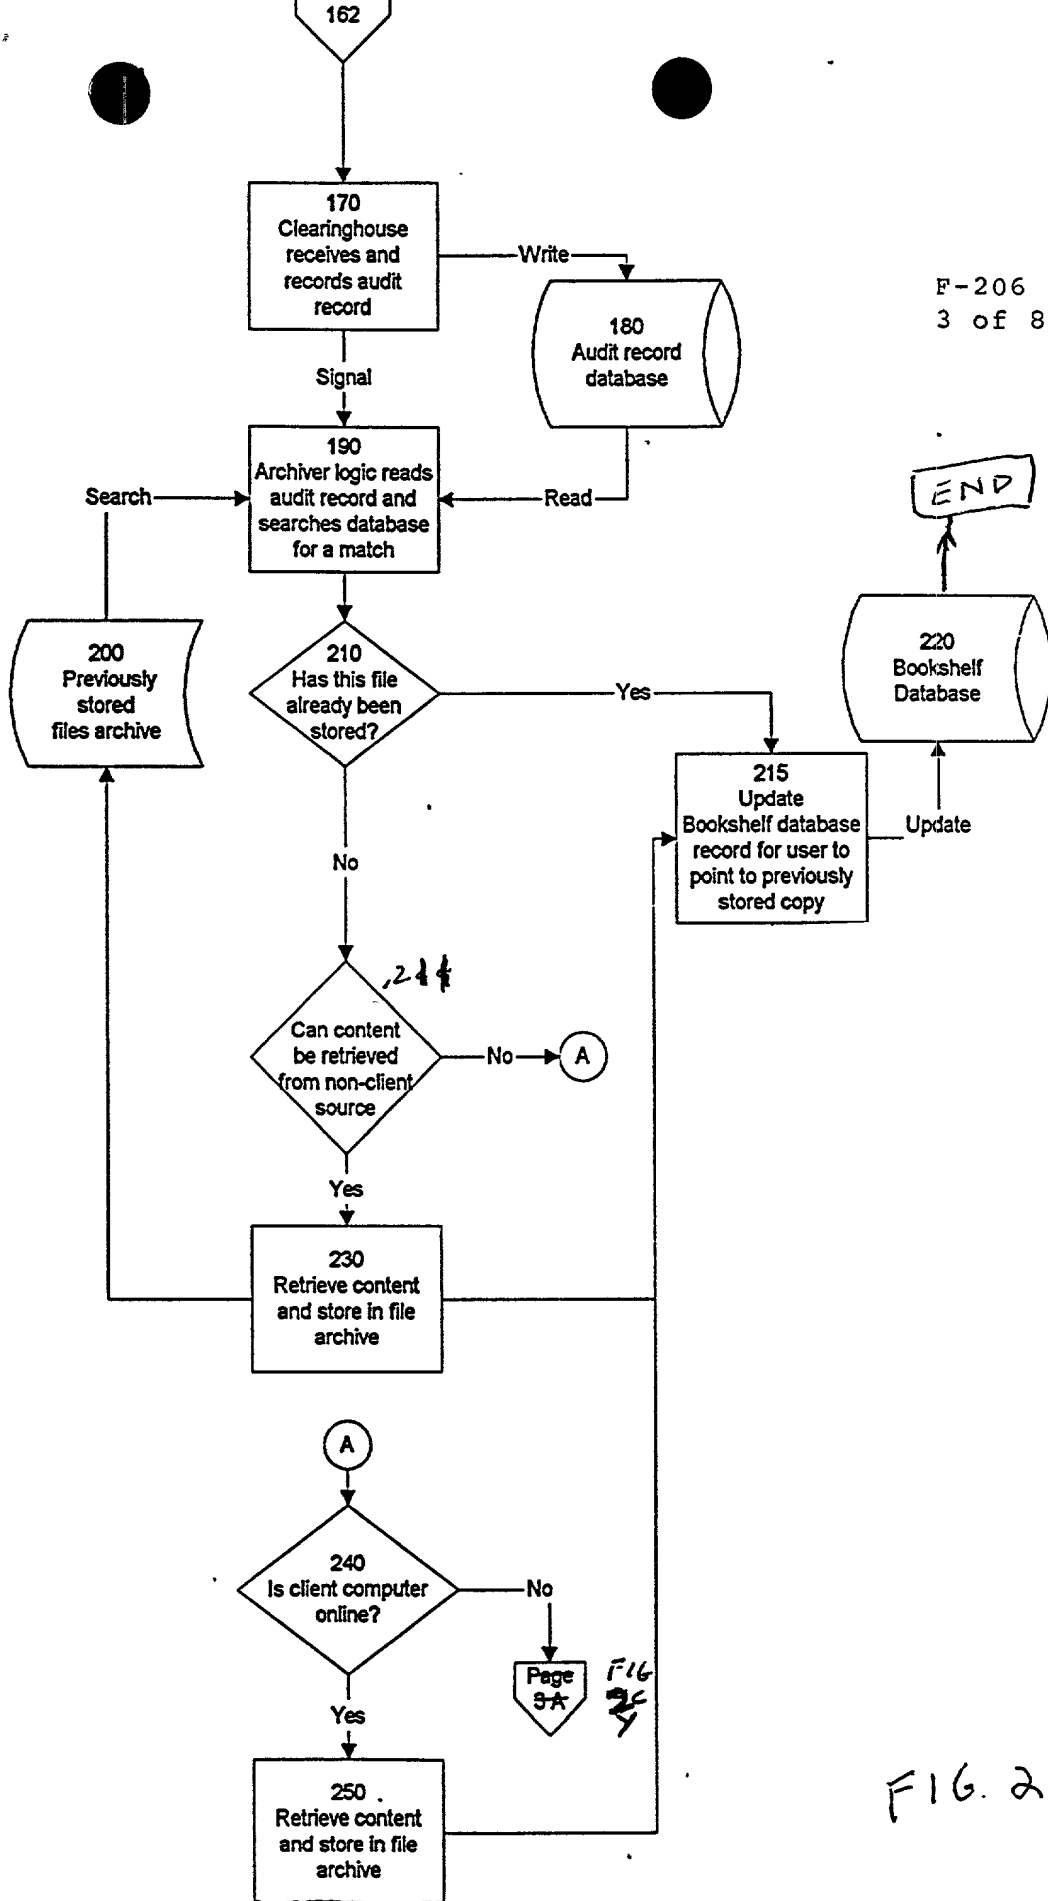 162
170
Clearinghouse
receives and
records audit
record
Write
F-206
3 of 8
180
Audit record
database
Signal
190
Archiver logic reads
audit record and
searches database
for a match
Search
Read
END
200
Previously
stored
files archive
210
Has this file
already been
stored?
Yes
220
Bookshelf
Database
215
Update
Bookshelf database
record for user to
point to previously
stored copy
Update
No
Can content
be retrieved
from non-client
source
No
A
Yes
230
Retrieve content
and store in file
archive
A
240
Is client computer
online?
No
Page
3A
FIG
Yes
250
Retrieve content
and store in file
archive
FIG. 2